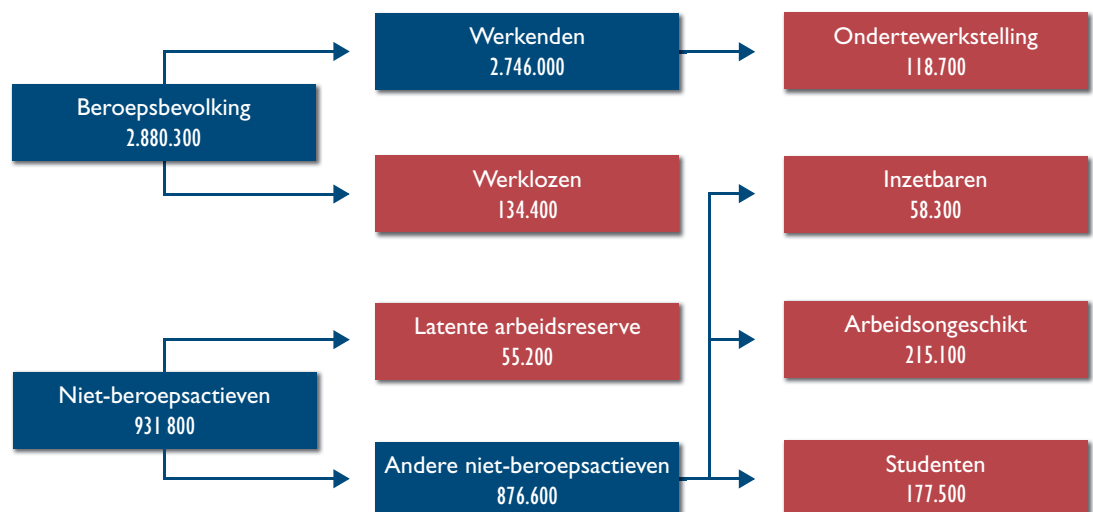 Werkenden
2.746.000
Ondertewerkstelling
118.700
Beroepsbevolking
2.880.300
Werklozen
134.400
Inzetbaren
58.300
Latente arbeidsreserve
55.200
Arbeidsongeschikt
215.100
Niet-beroepsactieven
931 800
Andere niet-beroepsactieven
876.600
Studenten
177.500